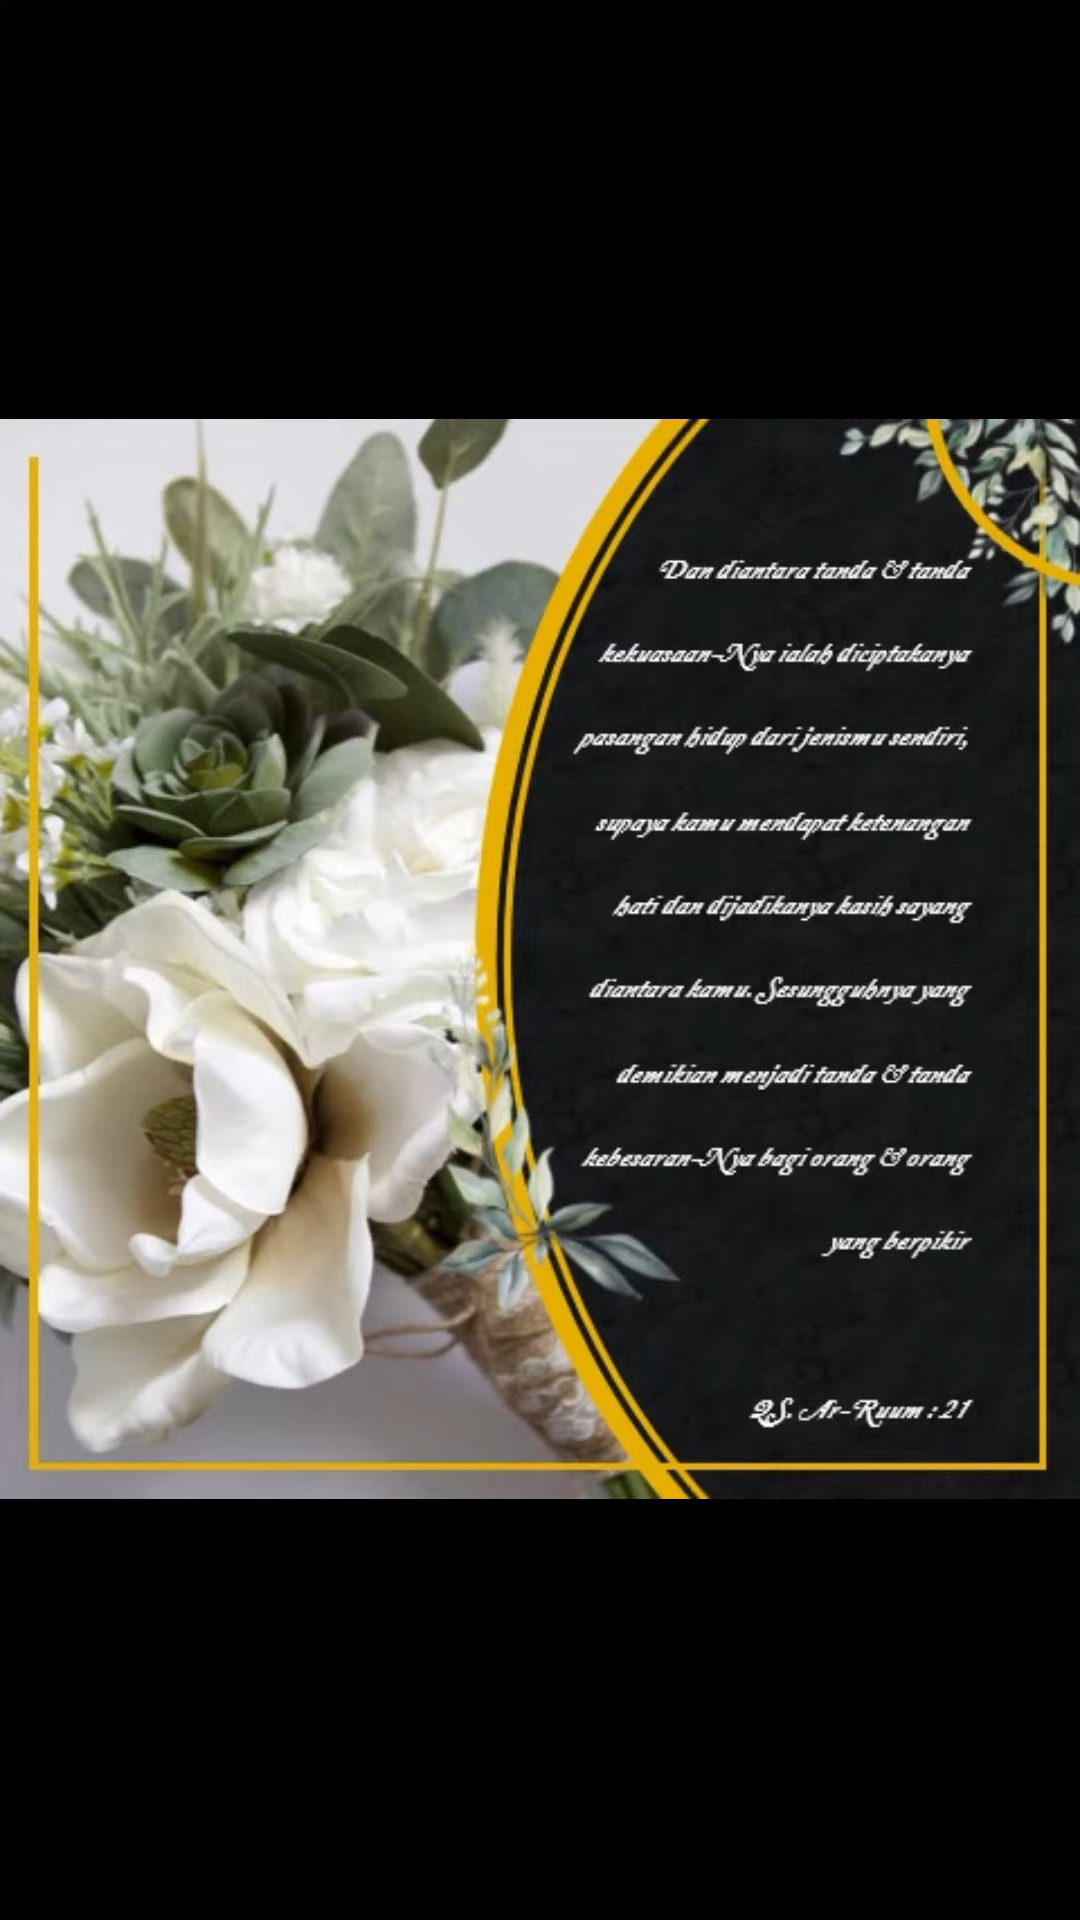 Dan diantara tanda & tanda
kekuasaan-Nya ialah diciptakanya
pasangan hidup dari jenismu sendiri,
supaya kamu mendapat ketenangan
hati dan dijadikanya kasih sayang
diantara kamu. Sesungguhnya yang
demikian menjadi tanda & tanda
kebesaran-Nya bagi orang & orang
yang berpikir
QS. Ar-Ruum : 21